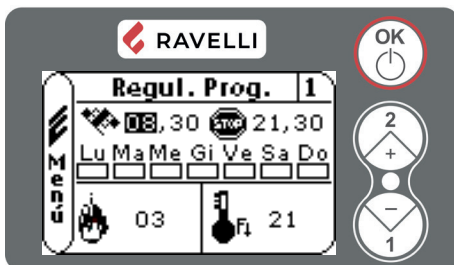 RAVELLI
OK
Regul. Prog. 1
08,30 STOP 21,30
Lu Ma Me Gi Ve Sa Do
03 21
Menú
2
+
−
1